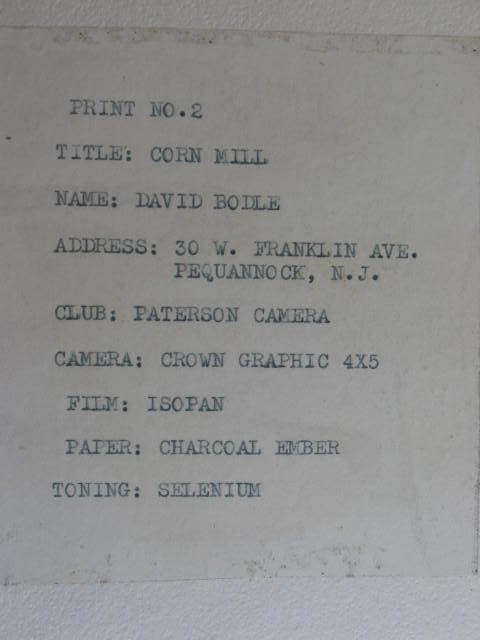 PRINT NO.2
TITLE: CORN MILL
NAME: DAVID BODLE
ADDRESS: 30 W. FRANKLIN AVE.
PEQUANNOCK, N.J.
CLUB: PATERSON CAMERA
CAMERA: CROWN GRAPHIC 4X5
FILM: ISOPAN
PAPER: CHARCOAL EMBER
TONING: SELENIUM